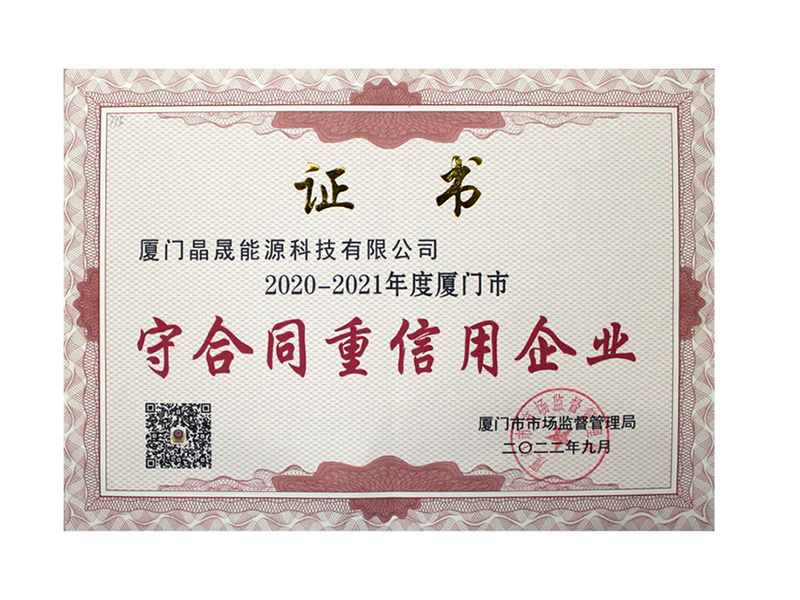 证 书
厦门晶晟能源科技有限公司
2020-2021年度厦门市
守合同重信用企业
厦门市市场监督管理局
二〇二二年九月